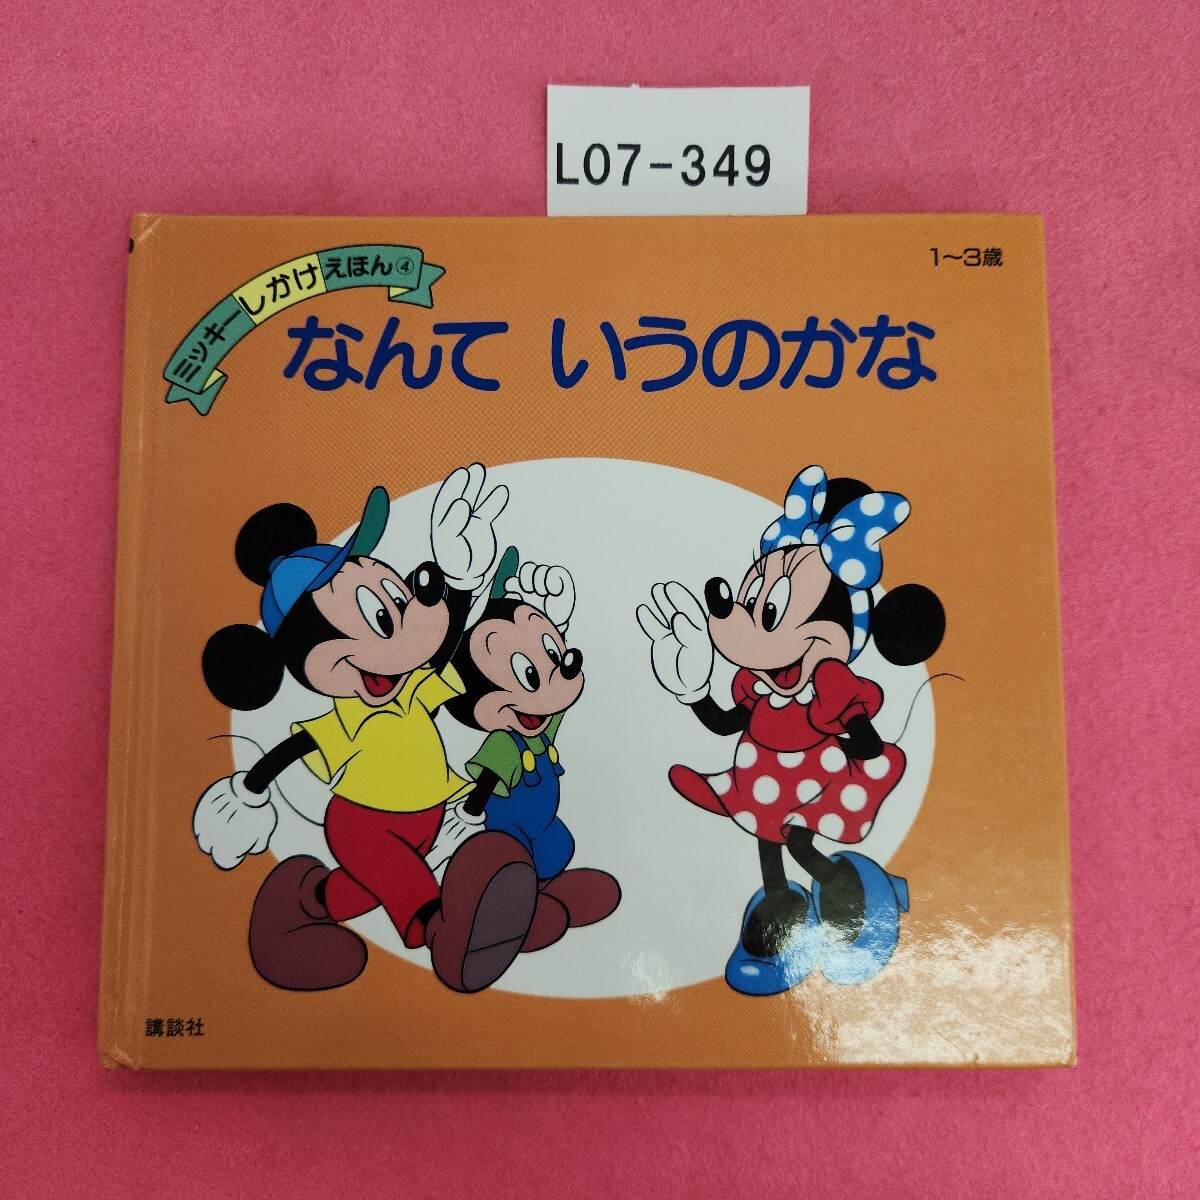 L07-349
ミッキーしかけえほん④
1～3歳
なんて いうのかな
講談社